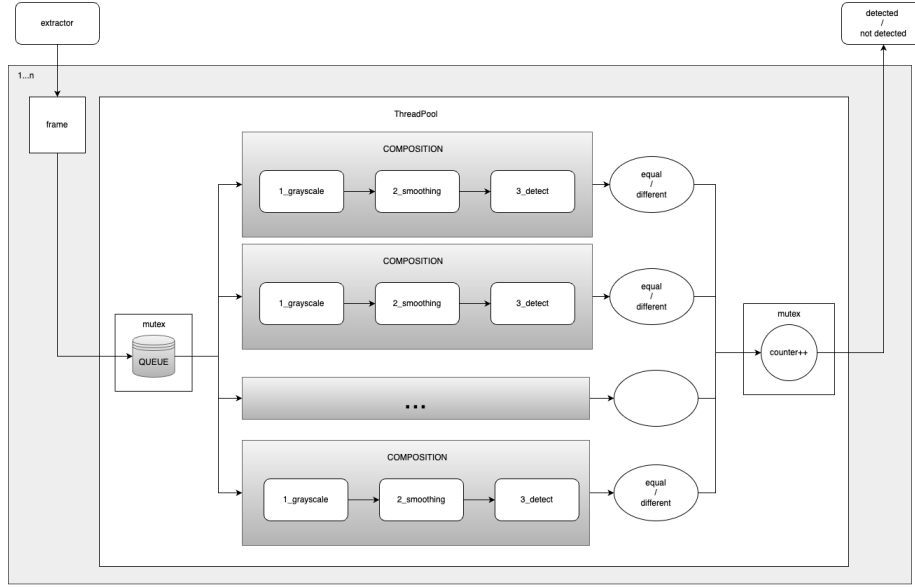 extractor
detected
/
not detected
1...n
frame
ThreadPool
COMPOSITION
1_grayscale
2_smoothing
3_detect
equal
/
different
COMPOSITION
1_grayscale
2_smoothing
3_detect
equal
/
different
mutex
QUEUE
mutex
counter++
...
COMPOSITION
1_grayscale
2_smoothing
3_detect
equal
/
different